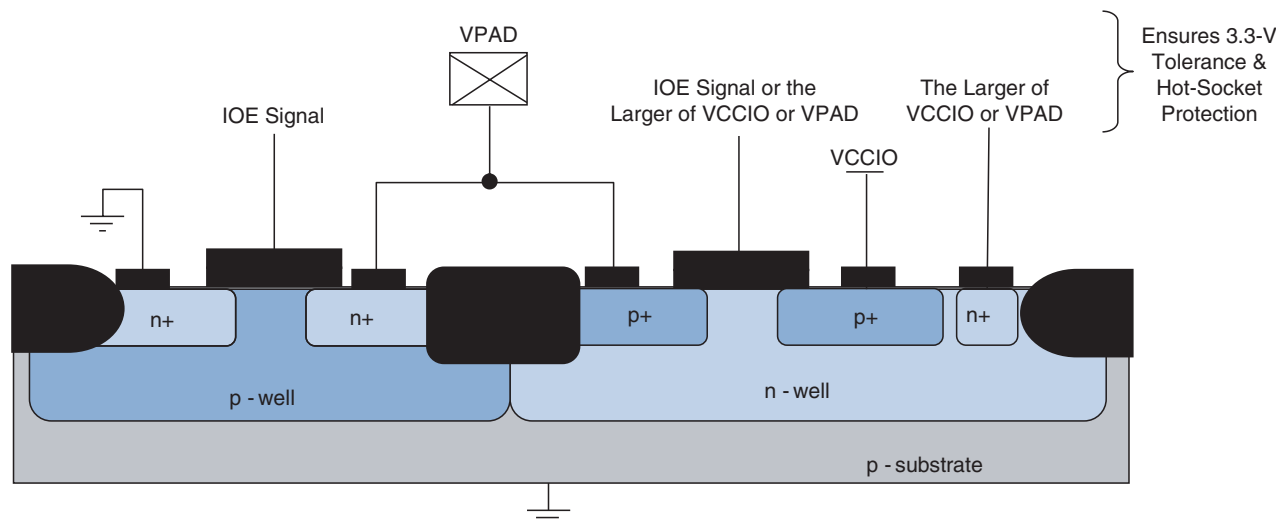 VPAD
IOE Signal
IOE Signal or the
Larger of VCCIO or VPAD
The Larger of
VCCIO or VPAD
Ensures 3.3-V
Tolerance &
Hot-Socket
Protection
VCCIO
n+
n+
p+
p+
n+
p - well
n - well
p - substrate